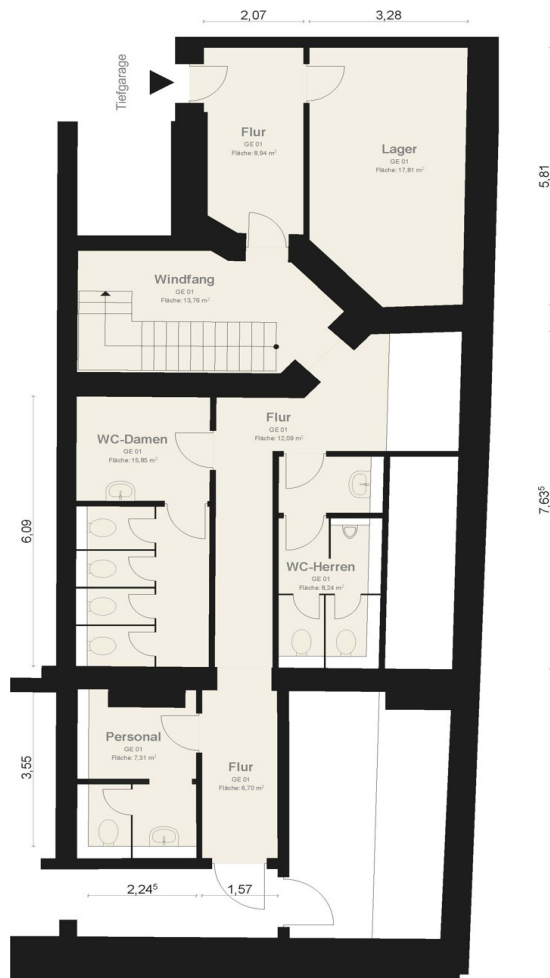 2,07
3,28
Tiefgarage
Flur
GE 01
Fläche: 8,94 m²
Lager
GE 01
Fläche: 17,81 m²
5,81
Windfang
GE 01
Fläche: 13,76 m²
Flur
GE 01
Fläche: 12,09 m²
WC-Damen
GE 01
Fläche: 15,85 m²
7,63⁵
6,09
WC-Herren
GE 01
Fläche: 8,24 m²
Personal
GE 01
Fläche: 7,31 m²
Flur
GE 01
Fläche: 6,70 m²
3,55
2,24⁵
1,57